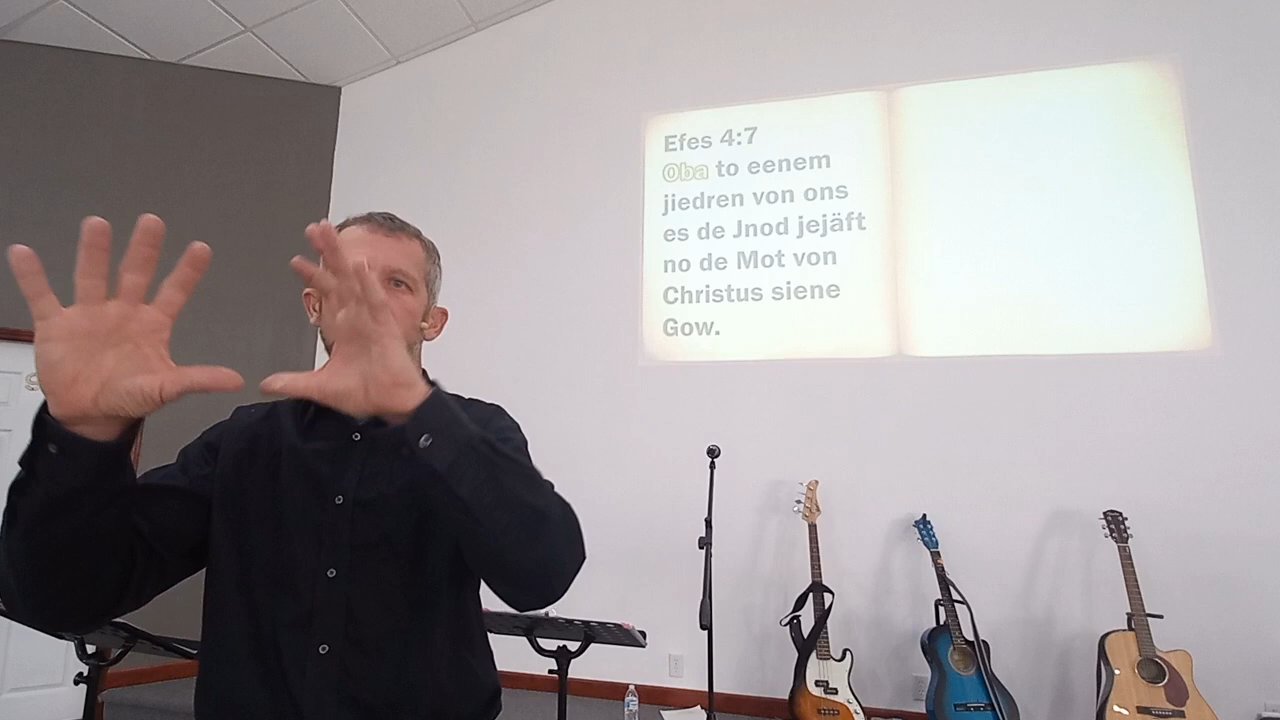 Efes 4:7
Oba to eenem
jiedren von ons
es de Jnod jejäft
no de Mot von
Christus siene
Gow.